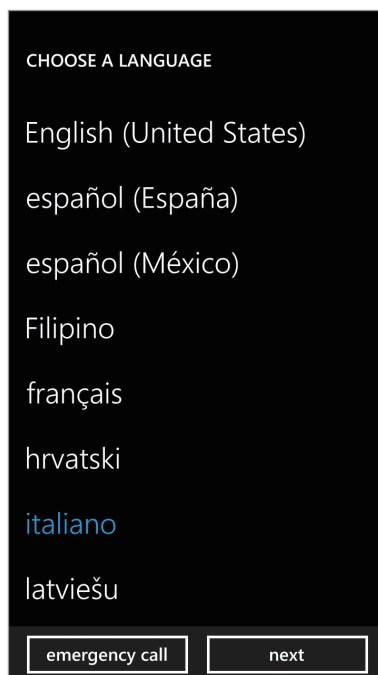 CHOOSE A LANGUAGE
English (United States)
español (España)
español (México)
Filipino
français
hrvatski
italiano
latviešu
emergency call
next